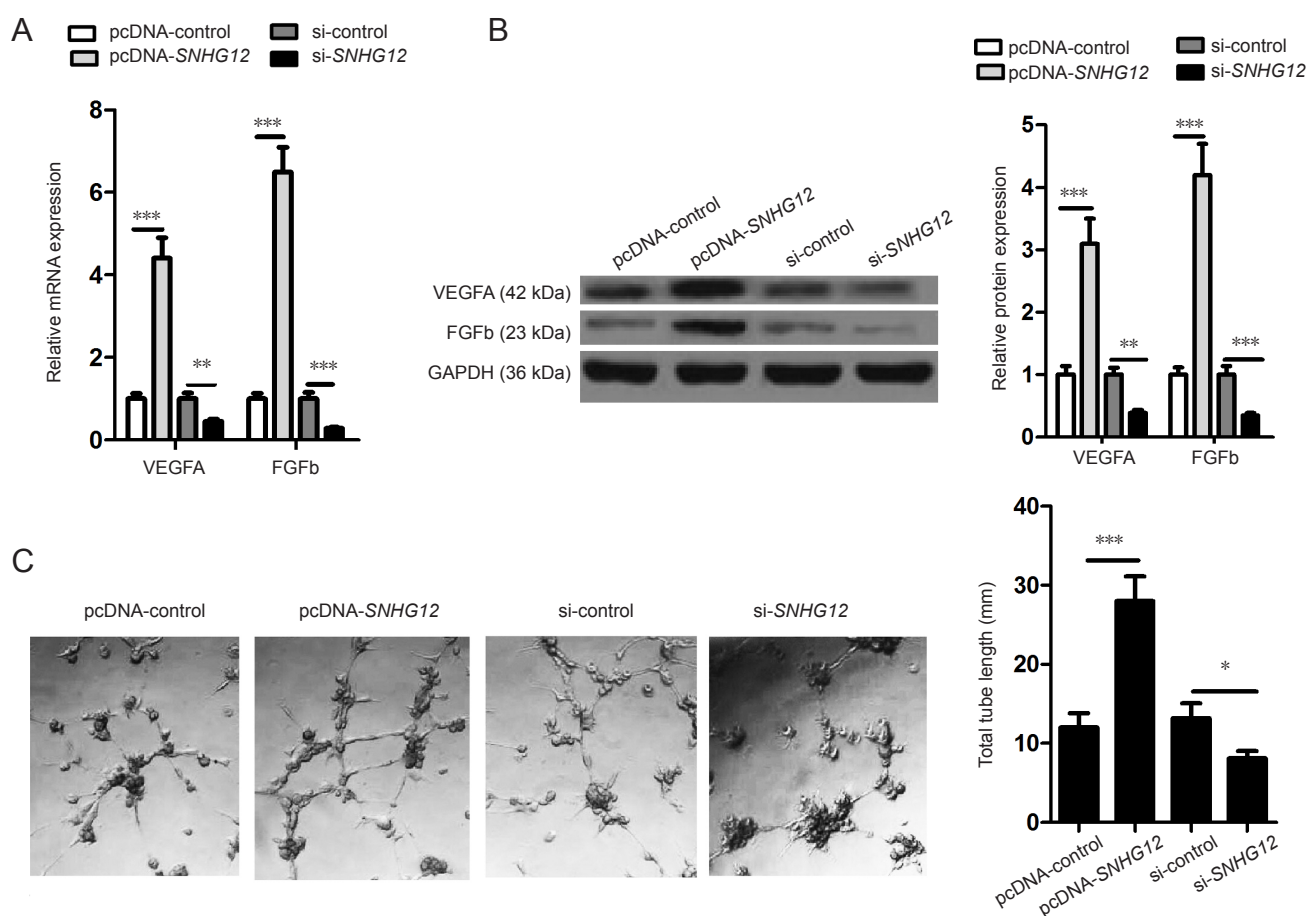 A
pcDNA-control
si-control
pcDNA-SNHG12
si-SNHG12
Relative mRNA expression
8
6
4
2
0
***
***
**
***
VEGFA
FGFb
B
pcDNA-control
pcDNA-SNHG12
si-control
si-SNHG12
VEGFA (42 kDa)
FGFb (23 kDa)
GAPDH (36 kDa)
pcDNA-control
si-control
pcDNA-SNHG12
si-SNHG12
Relative protein expression
5
4
3
2
1
0
***
***
**
***
VEGFA
FGFb
C
pcDNA-control
pcDNA-SNHG12
si-control
si-SNHG12
Total tube length (mm)
40
30
20
10
0
***
*
pcDNA-control
pcDNA-SNHG12
si-control
si-SNHG12